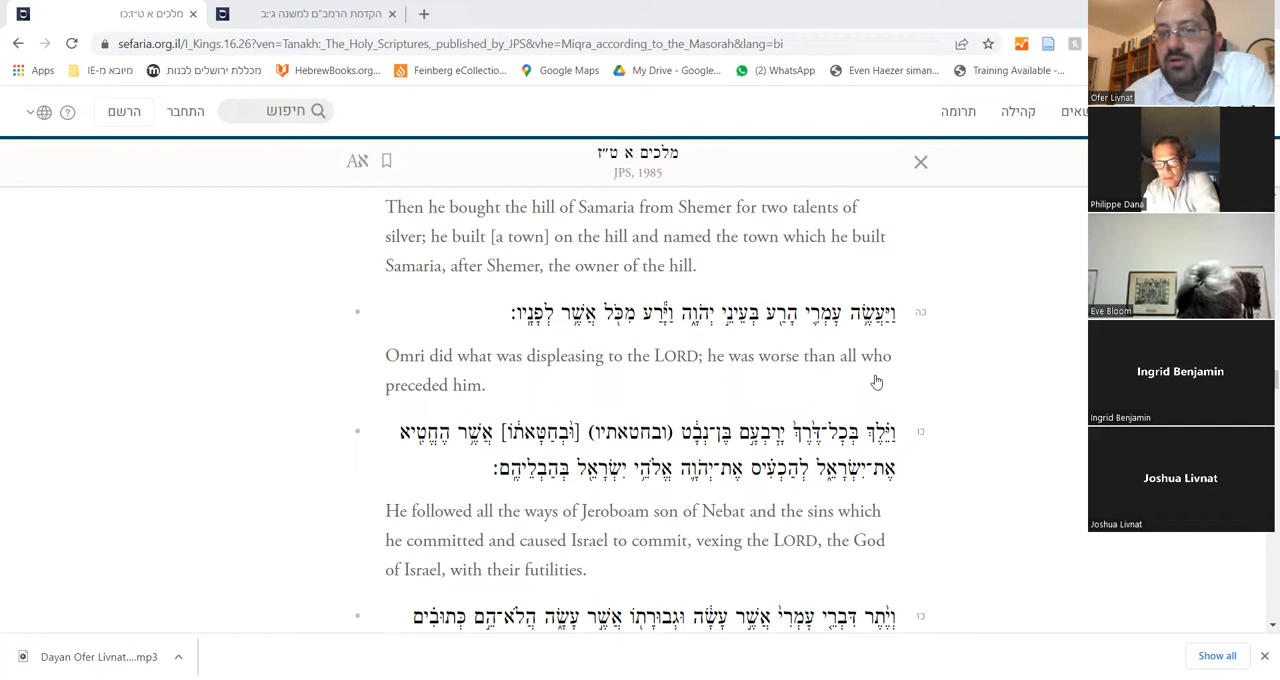 מלכים א ט״ז:כו
הקדמת הרמב"ם למשנה ג׳:ב
sefaria.org.il/I_Kings.16.26?ven=Tanakh:_The_Holy_Scriptures,_published_by_JPS&vhe=Miqra_according_to_the_Masorah&lang=bi
Apps
מיובא מ-IE
מכללת ירושלים לבנות
HebrewBooks.org...
Feinberg eCollectio...
Google Maps
My Drive - Google...
(2) WhatsApp
Even Haezer siman...
Training Available -...
הרשם
התחבר
חיפוש
תרומה
קהילה
שאים
מלכים א ט״ז
JPS, 1985
Then he bought the hill of Samaria from Shemer for two talents of
silver; he built [a town] on the hill and named the town which he built
Samaria, after Shemer, the owner of the hill.
כה
וַיַּעֲשֶׂ֧ה עׇמְרִ֛י הָרַ֖ע בְּעֵינֵ֣י יְהֹוָ֑ה וַיָּ֕רַע מִכֹּ֖ל אֲשֶׁ֥ר לְפָנָֽיו׃
Omri did what was displeasing to the LORD; he was worse than all who
preceded him.
כו
וַיֵּ֗לֶךְ בְּכׇל־דֶּ֙רֶךְ֙ יָרׇבְעָ֣ם בֶּן־נְבָ֔ט (ובחטאתיו) [וּ֨בְחַטָּאת֔וֹ] אֲשֶׁ֥ר הֶחֱטִ֖יא
אֶת־יִשְׂרָאֵ֑ל לְהַכְעִ֗יס אֶת־יְהֹוָ֛ה אֱלֹהֵ֥י יִשְׂרָאֵ֖ל בְּהַבְלֵיהֶֽם׃
He followed all the ways of Jeroboam son of Nebat and the sins which
he committed and caused Israel to commit, vexing the LORD, the God
of Israel, with their futilities.
כז
וְיֶ֨תֶר דִּבְרֵ֤י עׇמְרִי֙ אֲשֶׁ֣ר עָשָׂ֔ה וּגְבוּרָת֖וֹ אֲשֶׁ֣ר עָשָׂ֑ה הֲלֹא־הֵ֣ם כְּתוּבִ֗ים
Ofer Livnat
Philippe Dana
Eve Bloom
Ingrid Benjamin
Ingrid Benjamin
Joshua Livnat
Joshua Livnat
Dayan Ofer Livnat....mp3
Show all